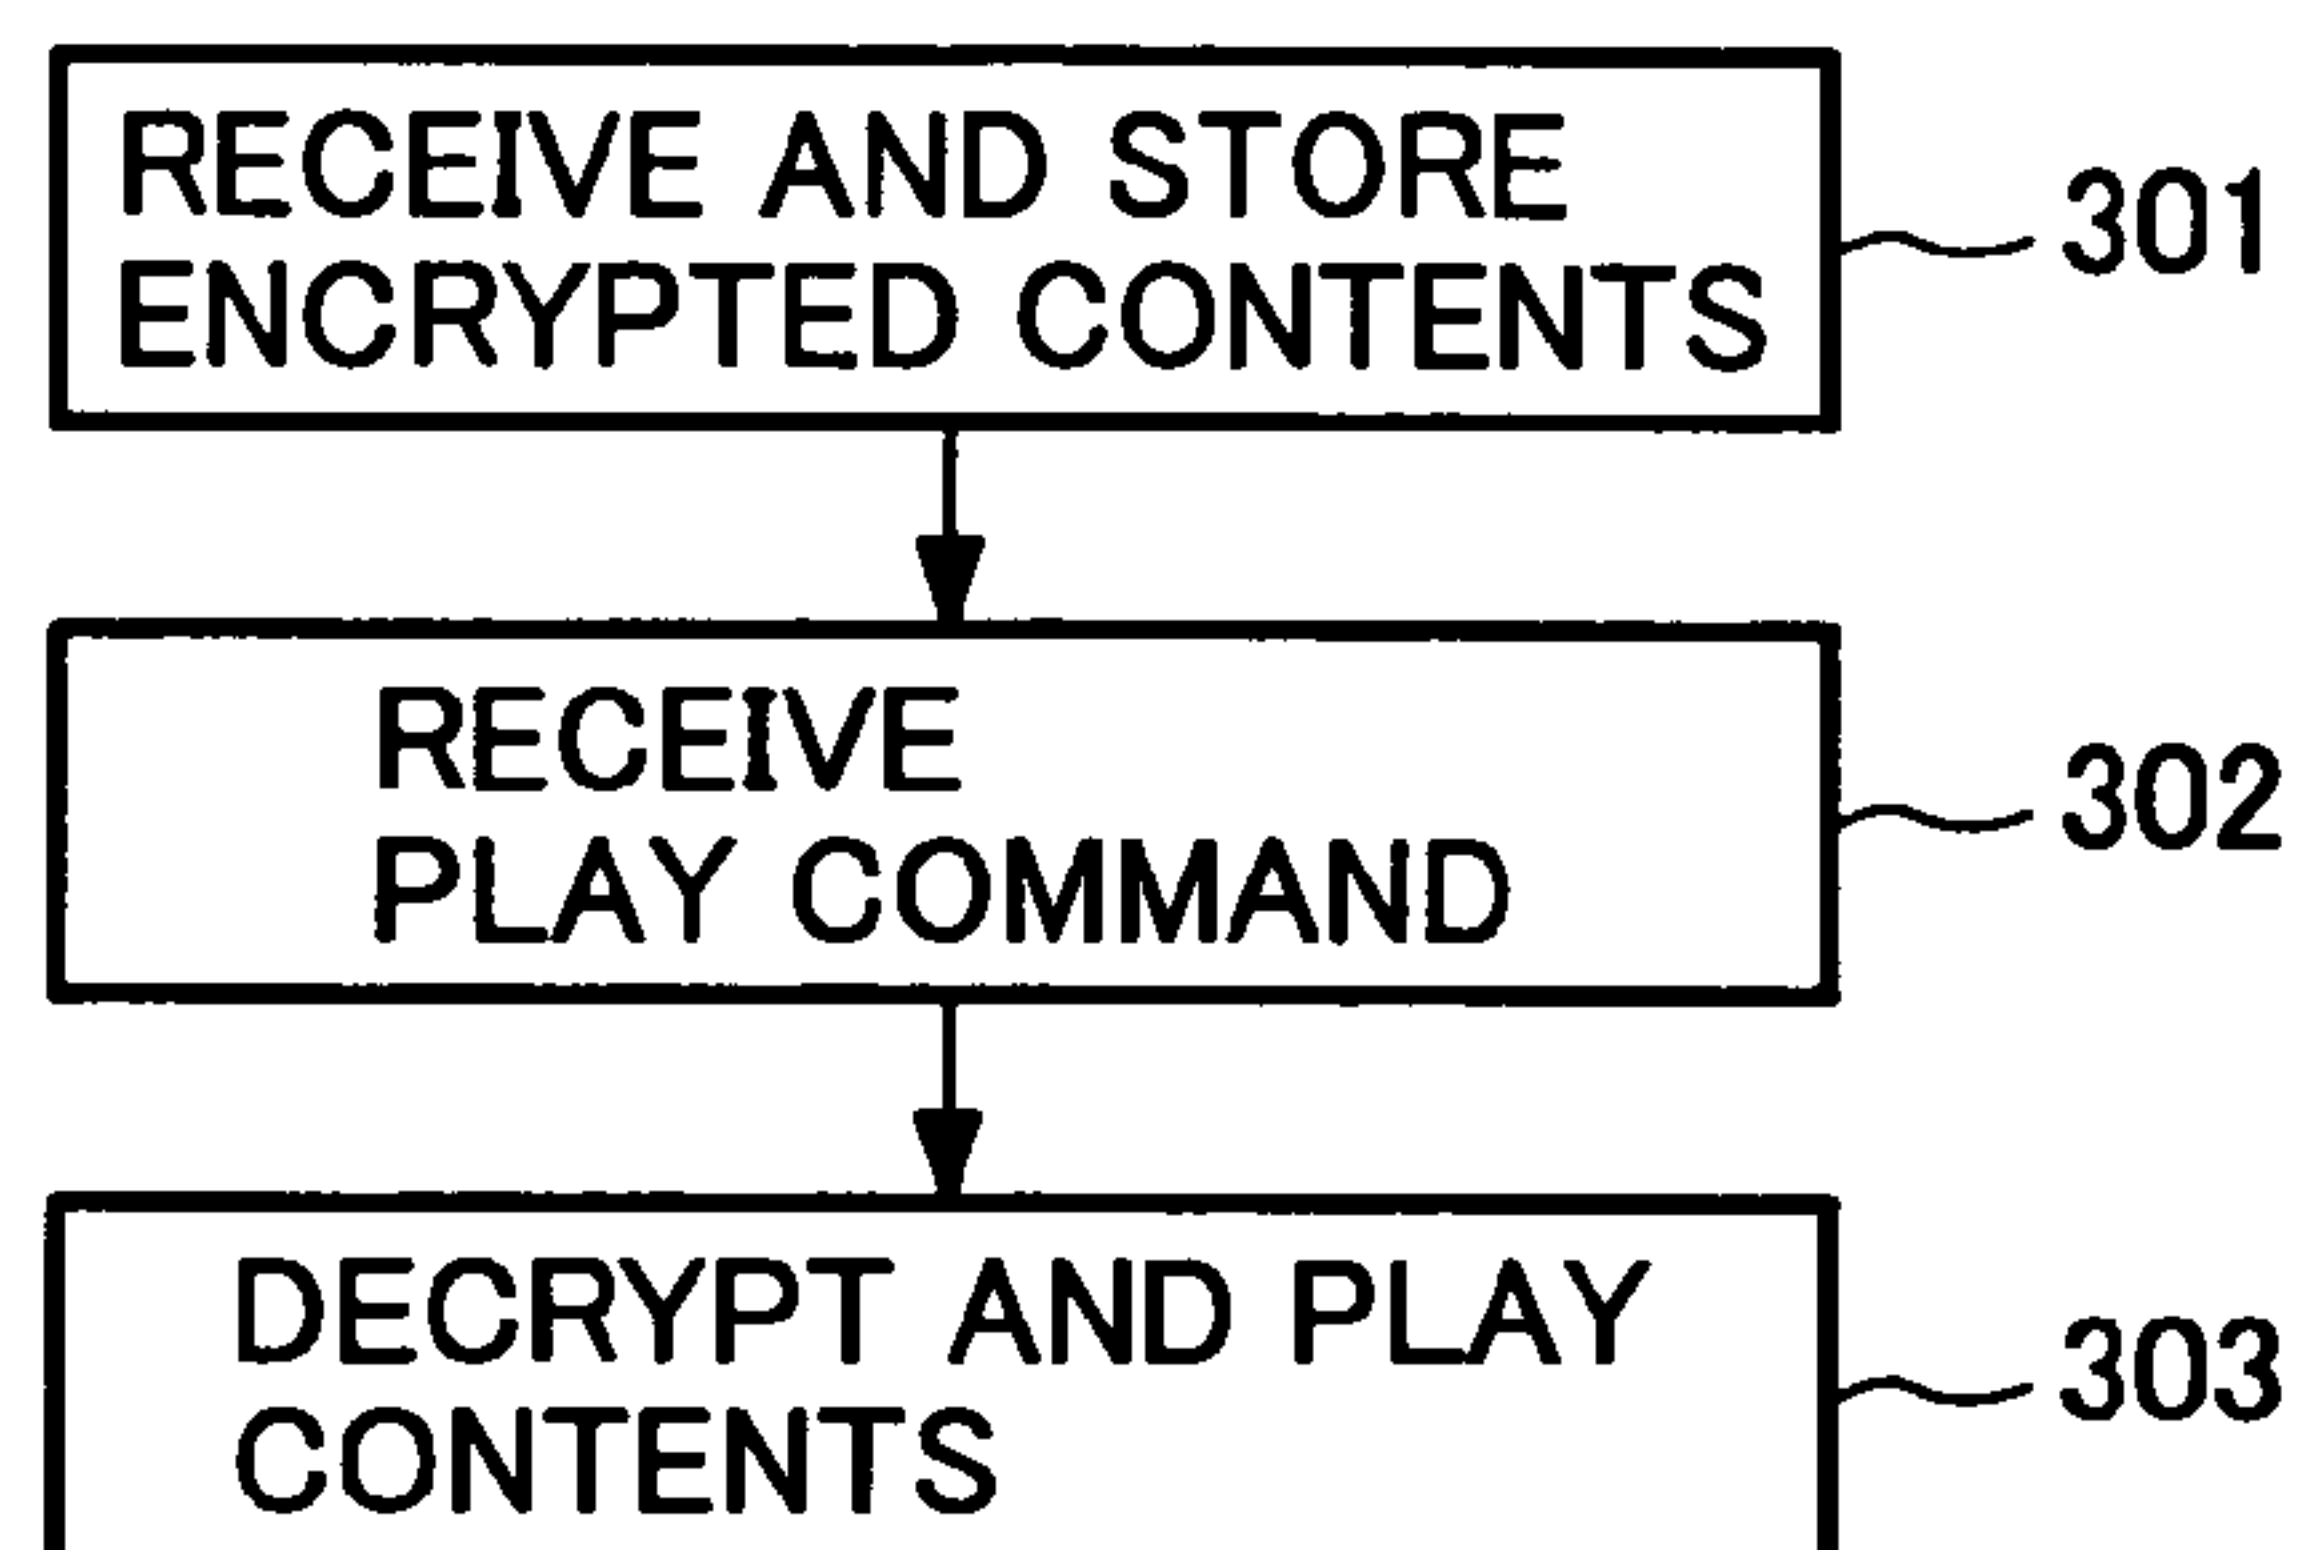 RECEIVE AND STORE
ENCRYPTED CONTENTS
301
RECEIVE
PLAY COMMAND
302
DECRYPT AND PLAY
CONTENTS
303